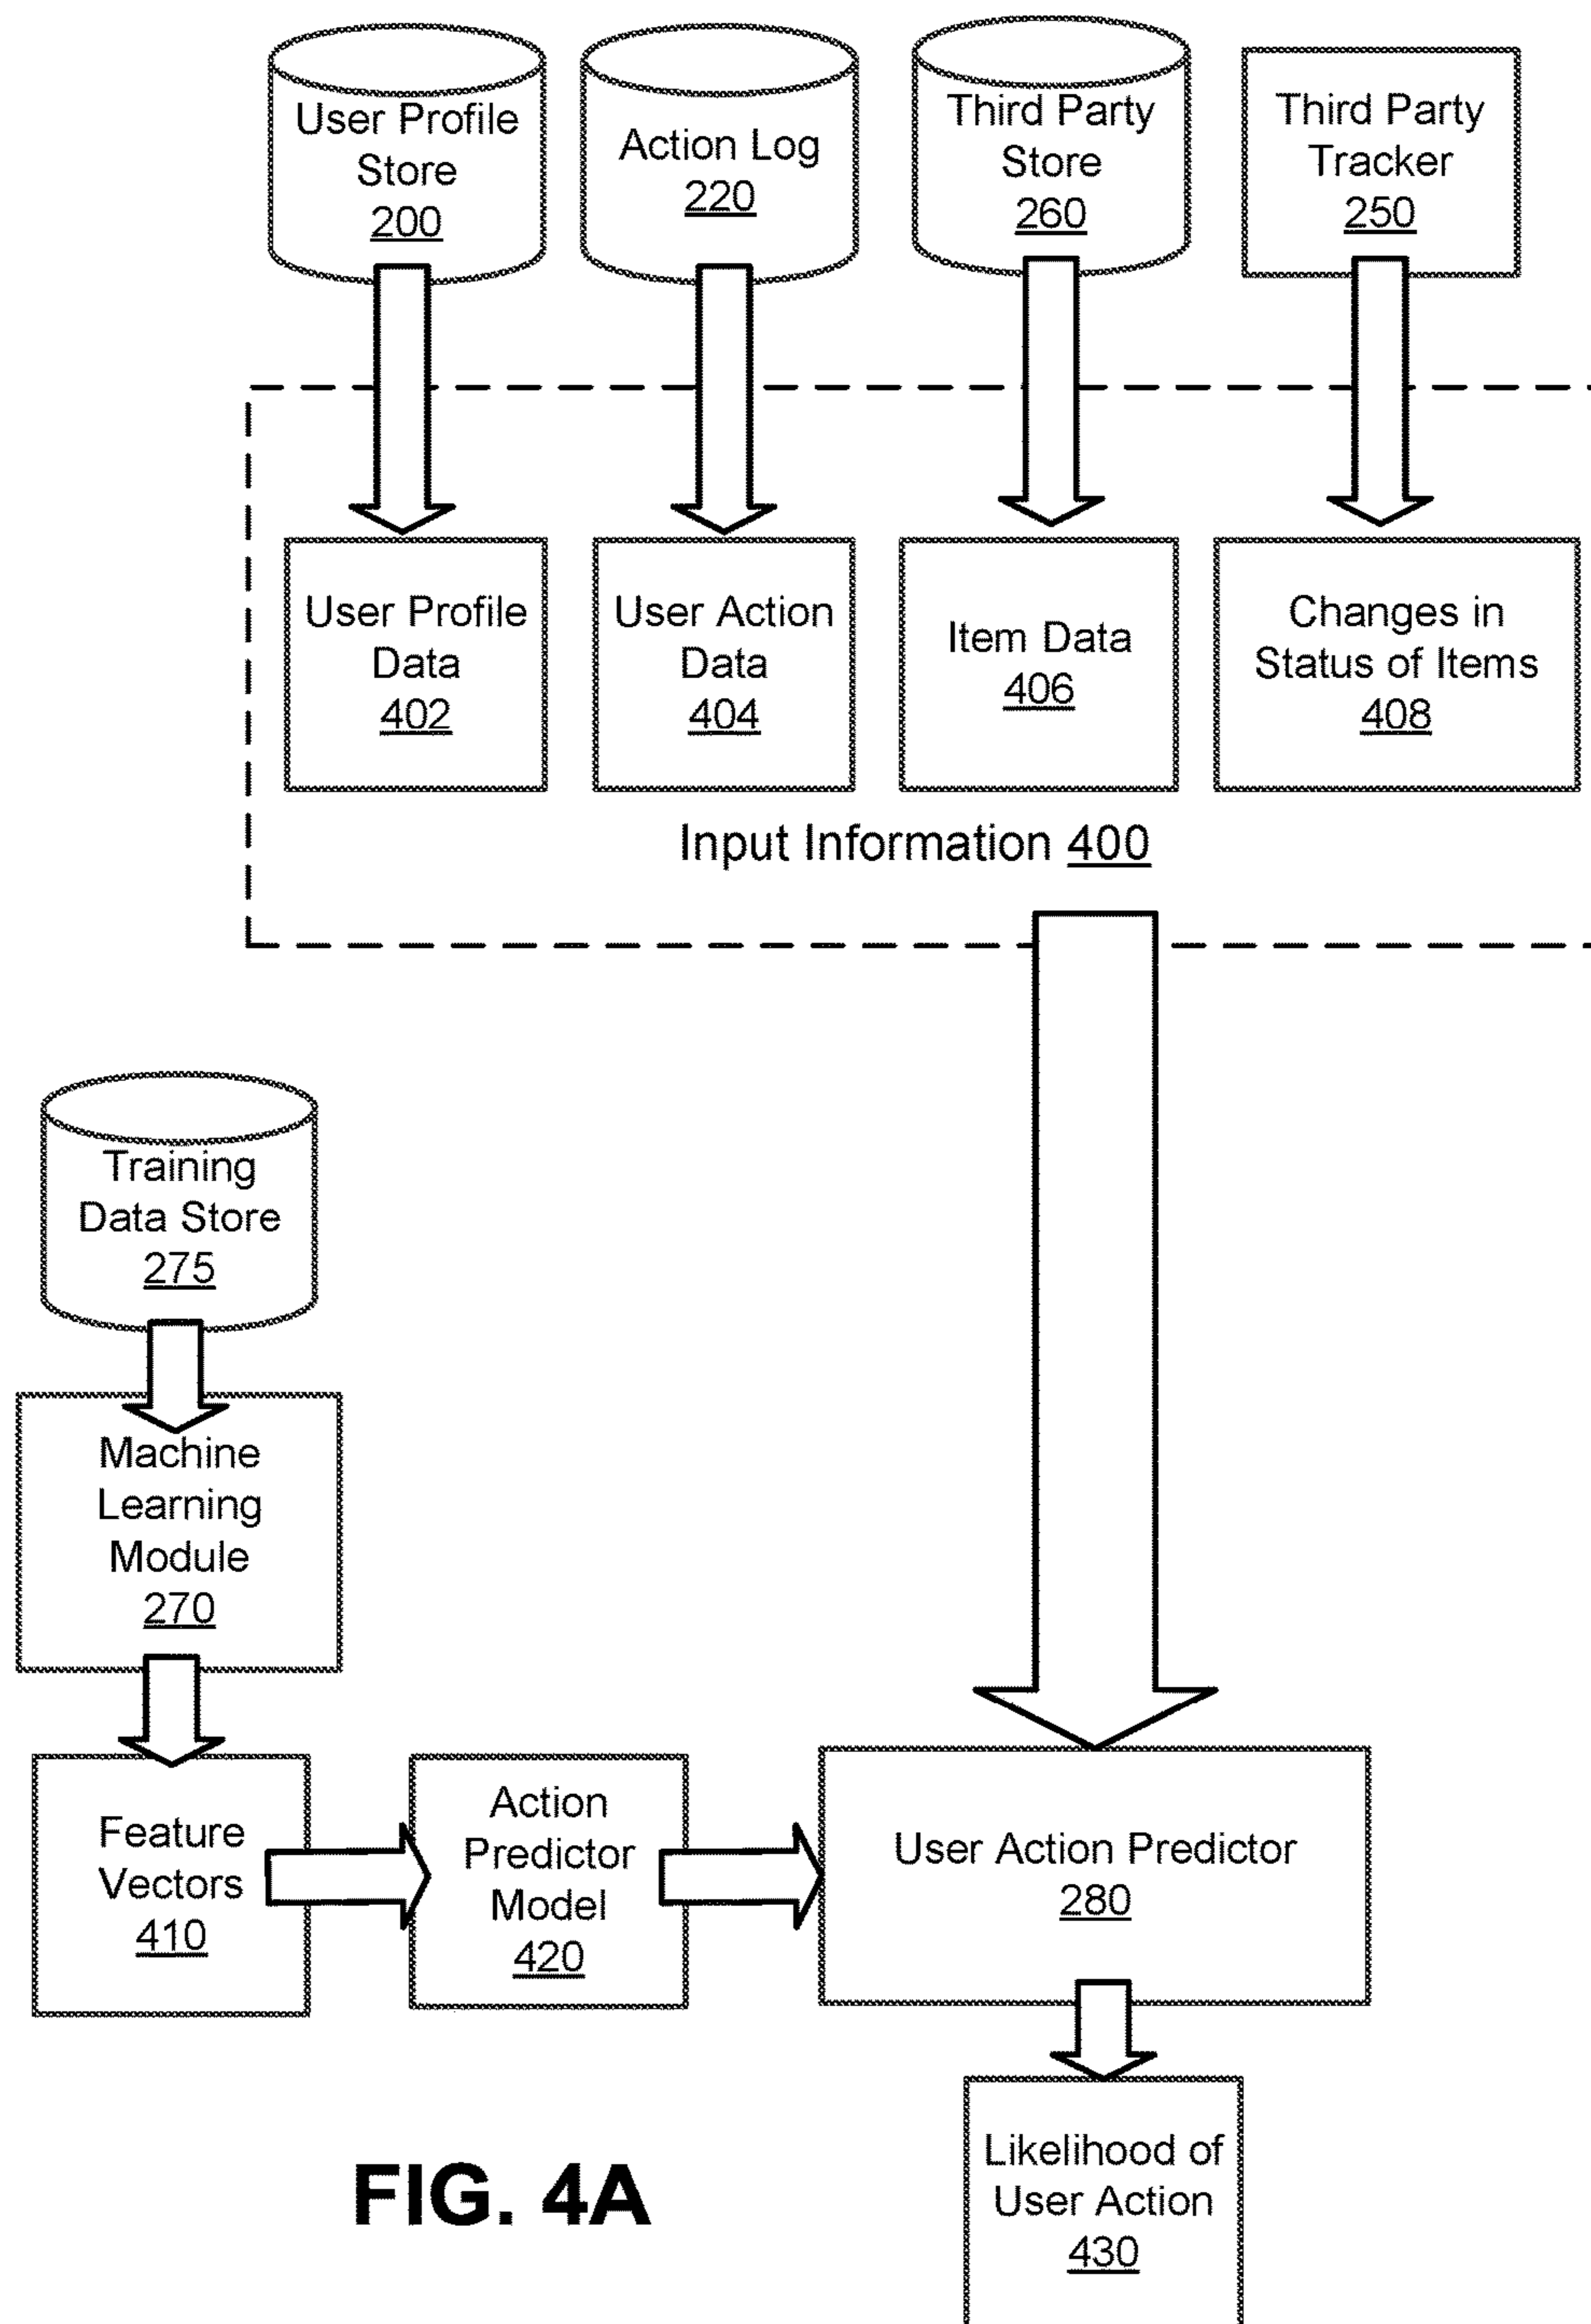 User Profile
Store
200
Action Log
220
Third Party
Store
260
Third Party
Tracker
250
User Profile
Data
402
User Action
Data
404
Item Data
406
Changes in
Status of Items
408
Input Information 400
Training
Data Store
275
Machine
Learning
Module
270
Feature
Vectors
410
Action
Predictor
Model
420
User Action Predictor
280
Likelihood of
User Action
430
FIG. 4A